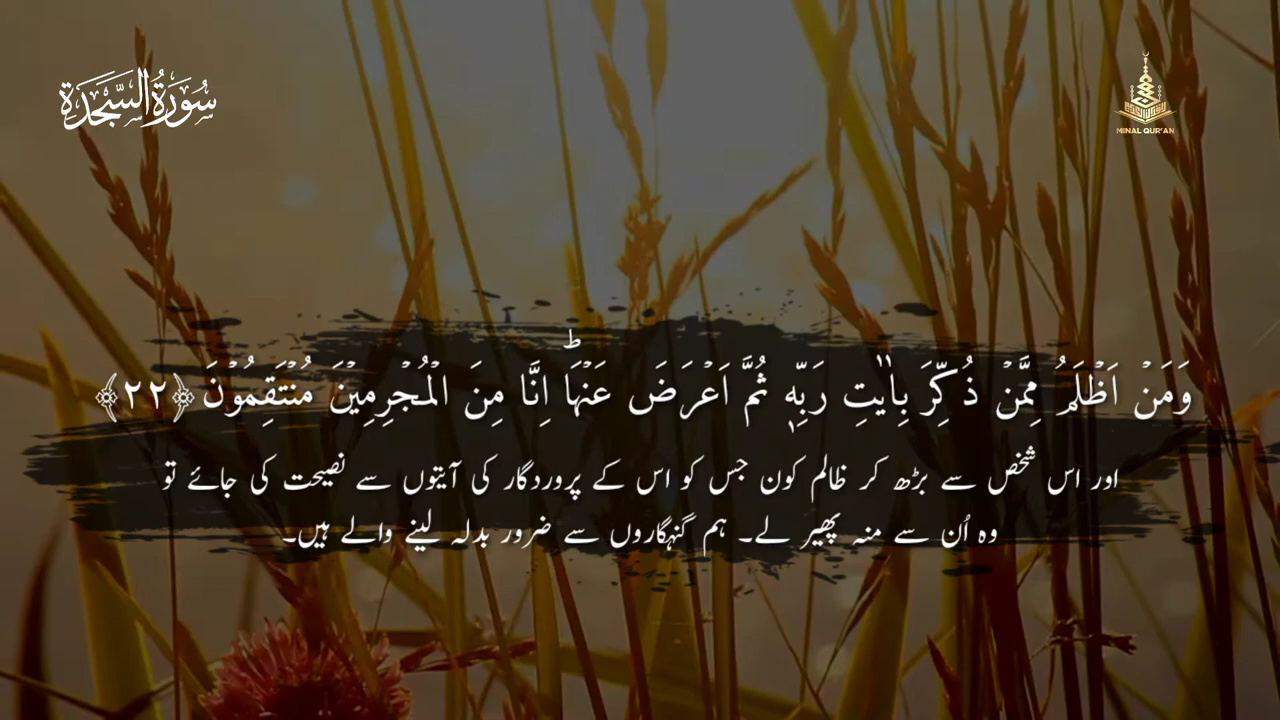 سُورَةُ السَّجْدَة
MINAL QUR'AN
وَمَنۡ اَظۡلَمُ مِمَّنۡ ذُكِّرَ بِاٰيٰتِ رَبِّهٖ ثُمَّ اَعۡرَضَ عَنۡهَا ؕ اِنَّا مِنَ الۡمُجۡرِمِيۡنَ مُنۡتَقِمُوۡنَ ﴿۲۲﴾
اور اس شخص سے بڑھ کر ظالم کون جس کو اس کے پروردگار کی آیتوں سے نصیحت کی جائے تو
وہ اُن سے منہ پھیر لے۔ ہم گنہگاروں سے ضرور بدلہ لینے والے ہیں۔